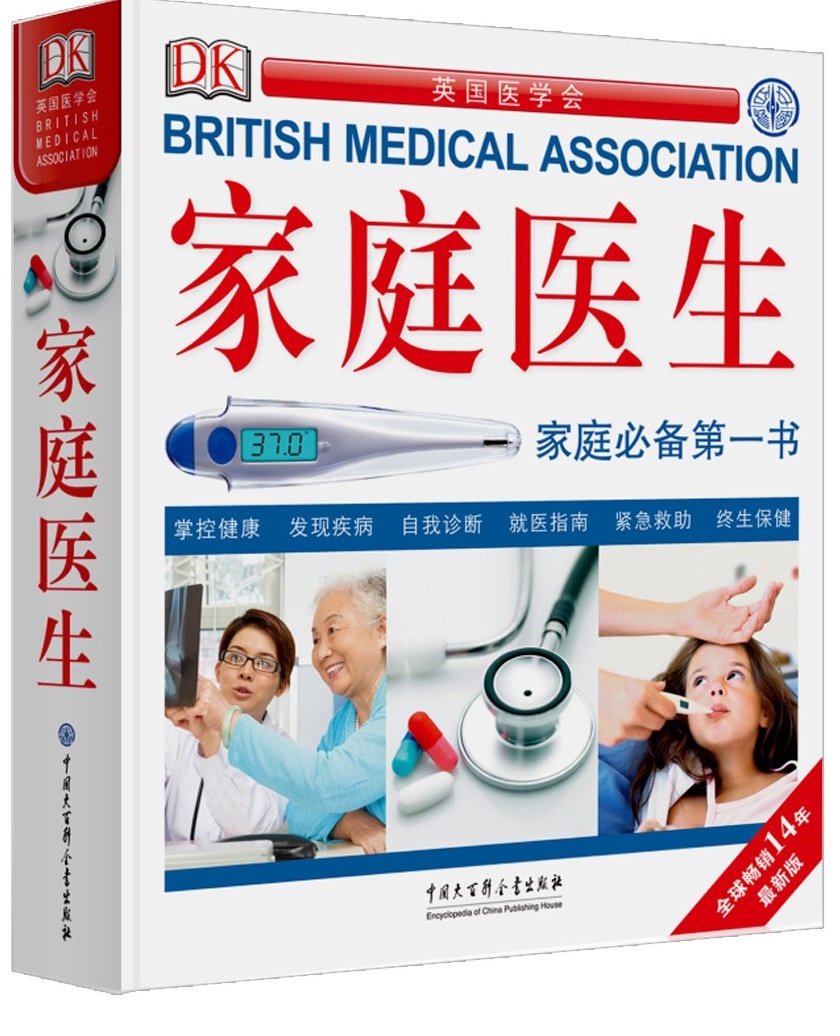 DK
英国医学会
BRITISH
MEDICAL
ASSOCIATION
家庭医生
中国大百科全书出版社
DK
英国医学会
BRITISH MEDICAL ASSOCIATION
家庭医生
37.0°
家庭必备第一书
掌控健康 发现疾病 自我诊断 就医指南 紧急救助 终生保健
中国大百科全书出版社
Encyclopedia of China Publishing House
全球畅销14年
最新版